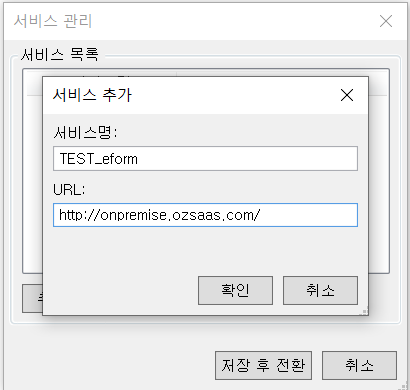 서비스 관리
서비스 목록
서비스 추가
서비스명:
TEST_eform
URL:
http://onpremise.ozsaas.com/
확인
취소
저장 후 전환
취소